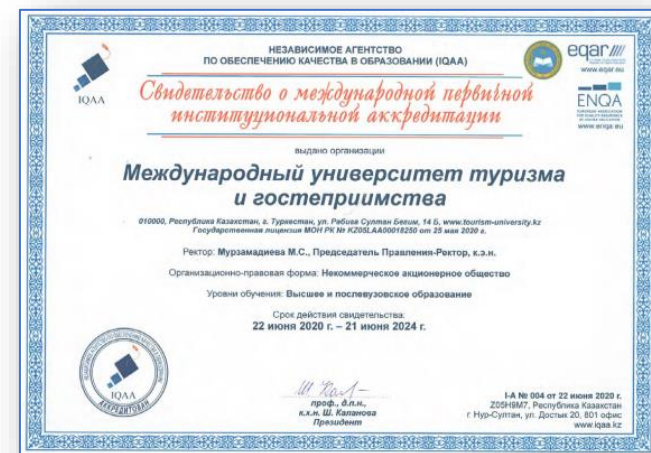 IQAA
НЕЗАВИСИМОЕ АГЕНТСТВО
ПО ОБЕСПЕЧЕНИЮ КАЧЕСТВА В ОБРАЗОВАНИИ (IQAA)
eqar
www.eqar.eu
ENQA
www.enqa.eu
Свидетельство о международной первичной
институциональной аккредитации
выдано организации
Международный университет туризма
и гостеприимства
010000, Республика Казахстан, г. Туркестан, ул. Рабиға Султан Бегим, 14 Б, www.tourism-university.kz
Государственная лицензия МОН РК № KZ05LAA00018250 от 25 мая 2020 г.
Ректор: Мурзамадиева М.С., Председатель Правления-Ректор, к.э.н.
Организационно-правовая форма: Некоммерческое акционерное общество
Уровни обучения: Высшее и послевузовское образование
Срок действия свидетельства:
22 июня 2020 г. – 21 июня 2024 г.
IQAA
АККРЕДИТОВАН
проф., д.п.н.,
к.х.н. Ш. Каланова
Президент
I-A № 004 от 22 июня 2020 г.
Z05H9M7, Республика Казахстан
г. Нур-Султан, ул. Достык 20, 801 офис
www.iqaa.kz